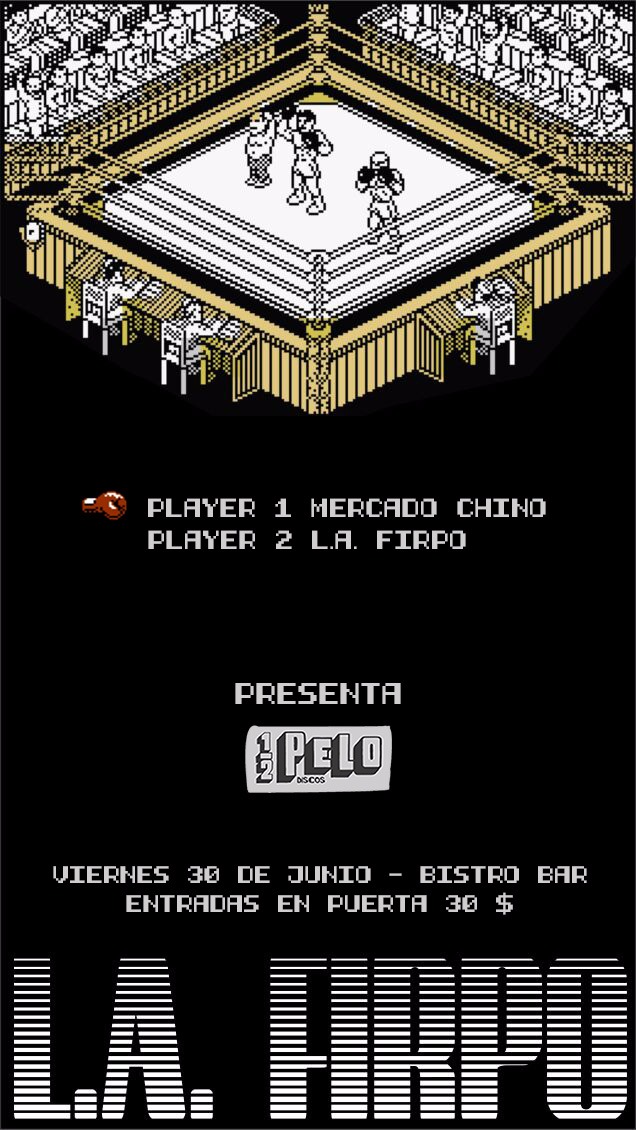 PLAYER 1 MERCADO CHINO
PLAYER 2 L.A. FIRPO
PRESENTA
1/2 PELO
DISCOS
VIERNES 30 DE JUNIO - BISTRO BAR
ENTRADAS EN PUERTA 30 $
L.A. FIRPO